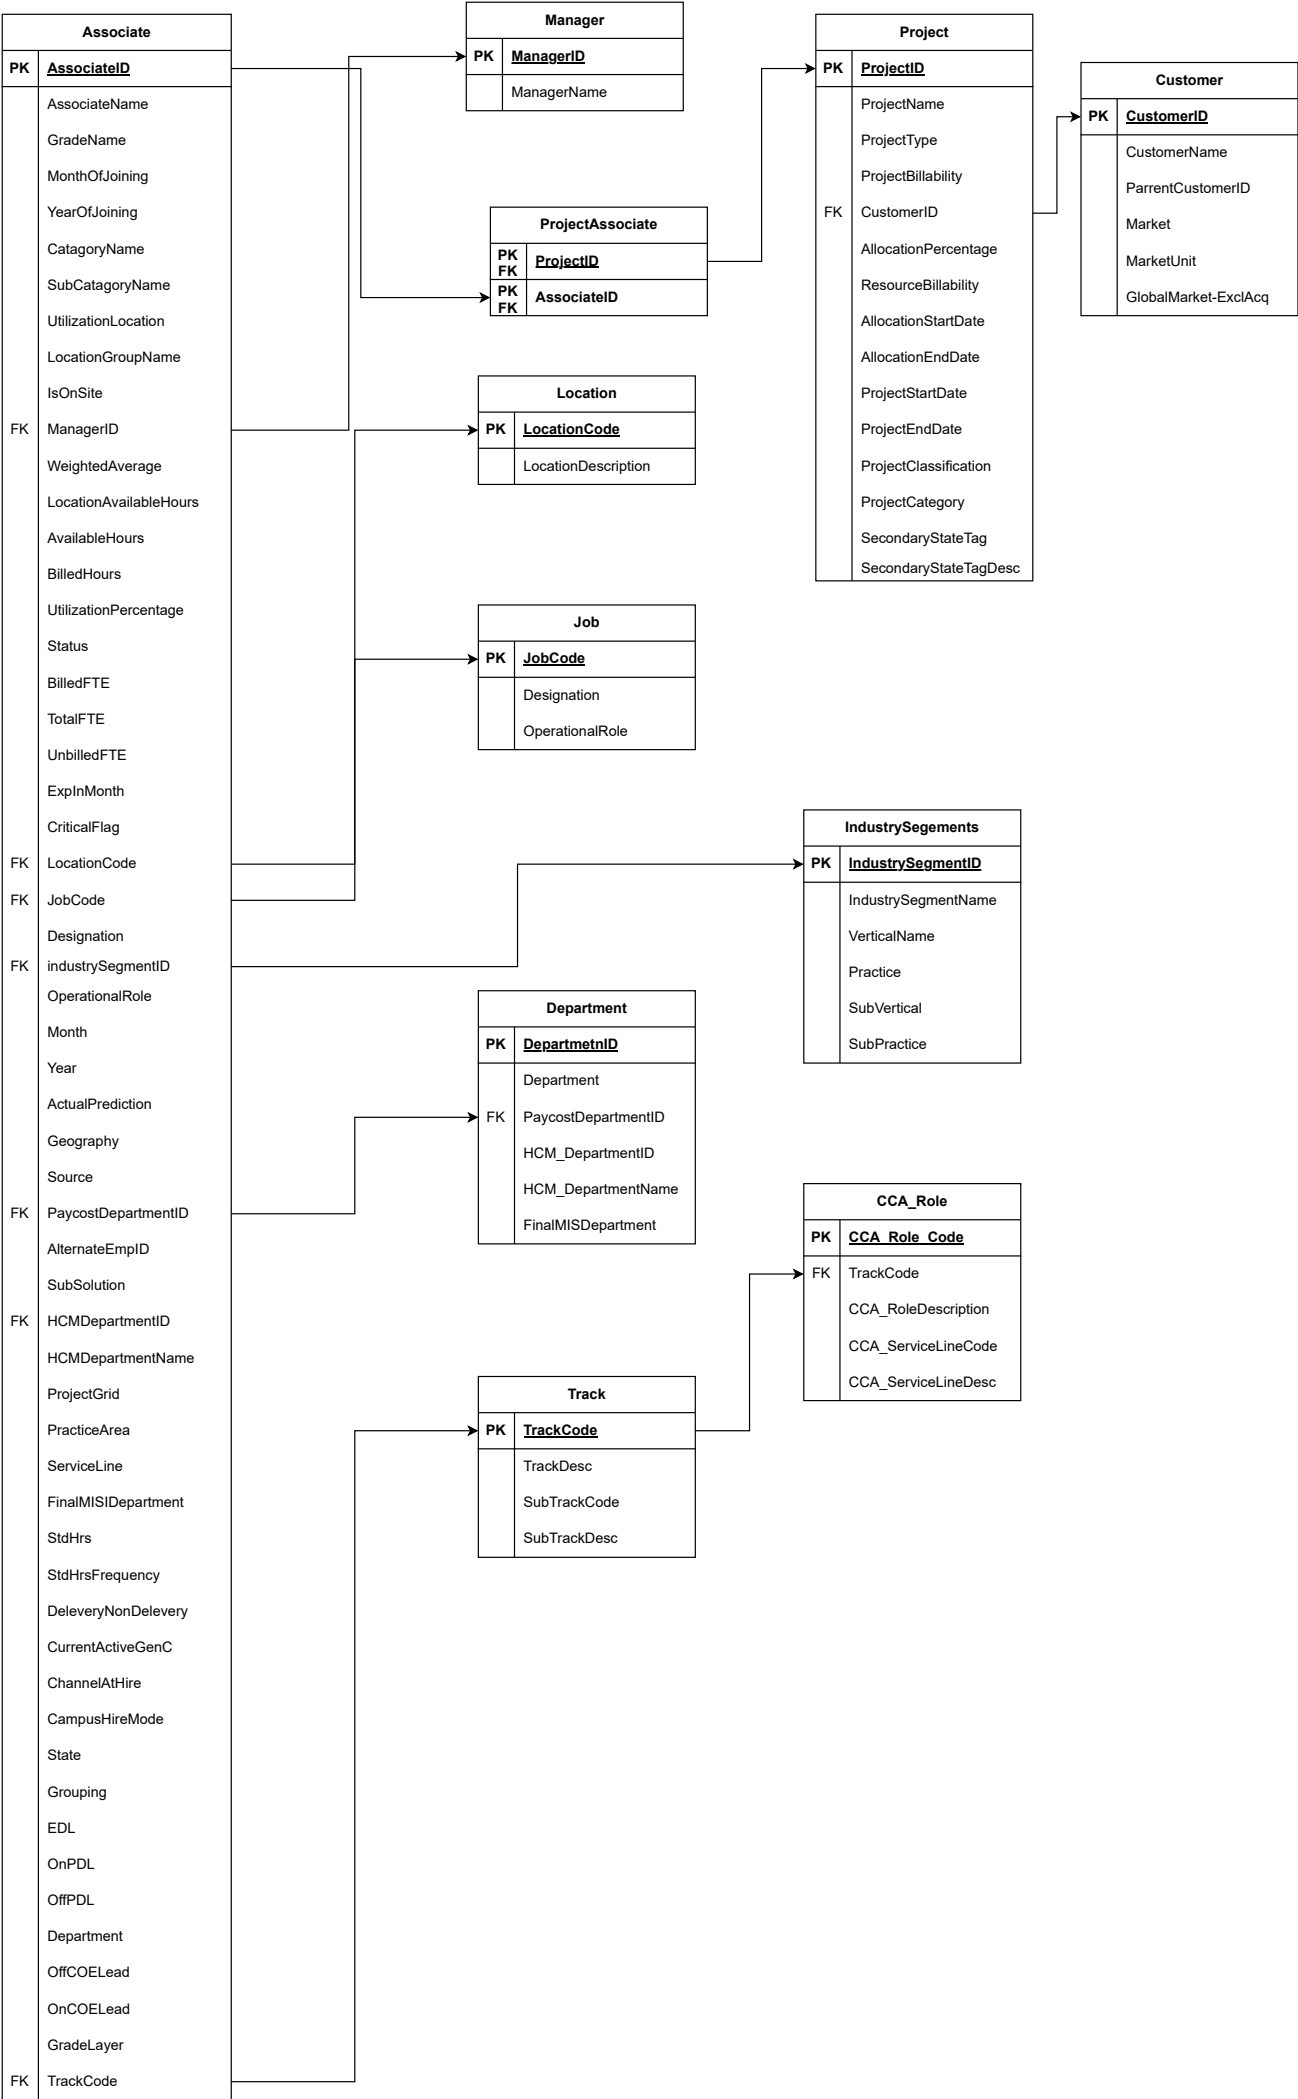 Associate
PK AssociateID
AssociateName
GradeName
MonthOfJoining
YearOfJoining
CatagoryName
SubCatagoryName
UtilizationLocation
LocationGroupName
IsOnSite
FK ManagerID
WeightedAverage
LocationAvailableHours
AvailableHours
BilledHours
UtilizationPercentage
Status
BilledFTE
TotalFTE
UnbilledFTE
ExpInMonth
CriticalFlag
FK LocationCode
FK JobCode
Designation
FK industrySegmentID
OperationalRole
Month
Year
ActualPrediction
Geography
Source
FK PaycostDepartmentID
AlternateEmpID
SubSolution
FK HCMDepartmentID
HCMDepartmentName
ProjectGrid
PracticeArea
ServiceLine
FinalMISIDepartment
StdHrs
StdHrsFrequency
DeleveryNonDelevery
CurrentActiveGenC
ChannelAtHire
CampusHireMode
State
Grouping
EDL
OnPDL
OffPDL
Department
OffCOELead
OnCOELead
GradeLayer
FK TrackCode
Manager
PK ManagerID
ManagerName
ProjectAssociate
PK
FK ProjectID
PK
FK AssociateID
Location
PK LocationCode
LocationDescription
Job
PK JobCode
Designation
OperationalRole
Department
PK DepartmetnID
Department
FK PaycostDepartmentID
HCM_DepartmentID
HCM_DepartmentName
FinalMISDepartment
Track
PK TrackCode
TrackDesc
SubTrackCode
SubTrackDesc
Project
PK ProjectID
ProjectName
ProjectType
ProjectBillability
FK CustomerID
AllocationPercentage
ResourceBillability
AllocationStartDate
AllocationEndDate
ProjectStartDate
ProjectEndDate
ProjectClassification
ProjectCategory
SecondaryStateTag
SecondaryStateTagDesc
IndustrySegements
PK IndustrySegmentID
IndustrySegmentName
VerticalName
Practice
SubVertical
SubPractice
CCA_Role
PK CCA_Role_Code
FK TrackCode
CCA_RoleDescription
CCA_ServiceLineCode
CCA_ServiceLineDesc
Customer
PK CustomerID
CustomerName
ParrentCustomerID
Market
MarketUnit
GlobalMarket-ExclAcq